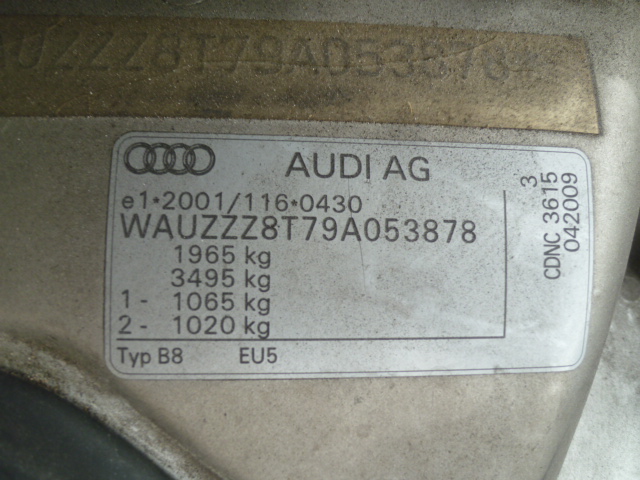 WAUZZZ8T79A053878*
AUDI AG
e1*2001/116*0430
WAUZZZ8T79A053878
1965 kg
3495 kg
1- 1065 kg
2- 1020 kg
Typ B8 EU5
3
CDNC 3615
042009